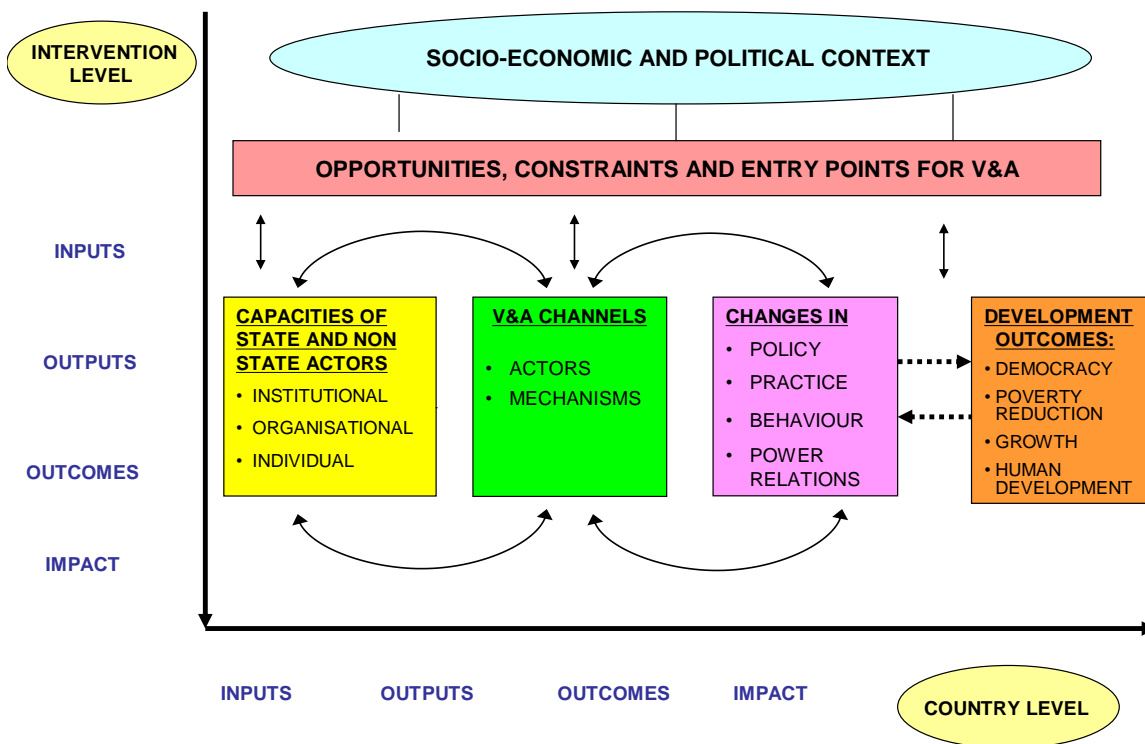 INTERVENTION
LEVEL
SOCIO-ECONOMIC AND POLITICAL CONTEXT
OPPORTUNITIES, CONSTRAINTS AND ENTRY POINTS FOR V&A
INPUTS
OUTPUTS
OUTCOMES
IMPACT
CAPACITIES OF
STATE AND NON
STATE ACTORS
• INSTITUTIONAL
• ORGANISATIONAL
• INDIVIDUAL
V&A CHANNELS
• ACTORS
• MECHANISMS
CHANGES IN
• POLICY
• PRACTICE
• BEHAVIOUR
• POWER
RELATIONS
DEVELOPMENT
OUTCOMES:
• DEMOCRACY
• POVERTY
REDUCTION
• GROWTH
• HUMAN
DEVELOPMENT
INPUTS
OUTPUTS
OUTCOMES
IMPACT
COUNTRY LEVEL